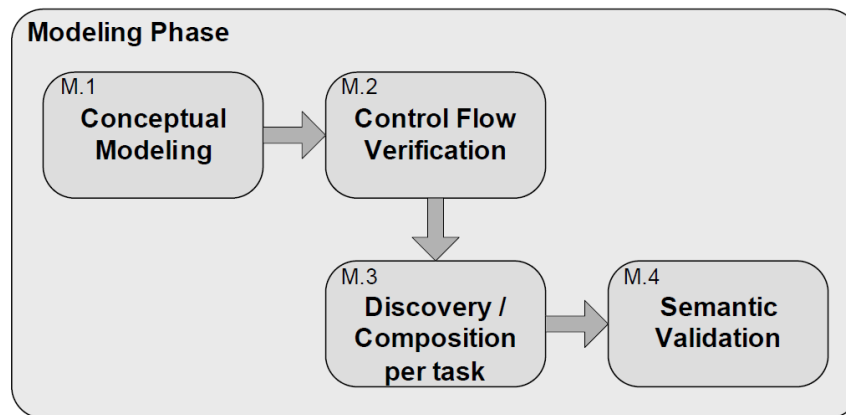 Modeling Phase
M.1
Conceptual
Modeling
M.2
Control Flow
Verification
M.3
Discovery /
Composition
per task
M.4
Semantic
Validation